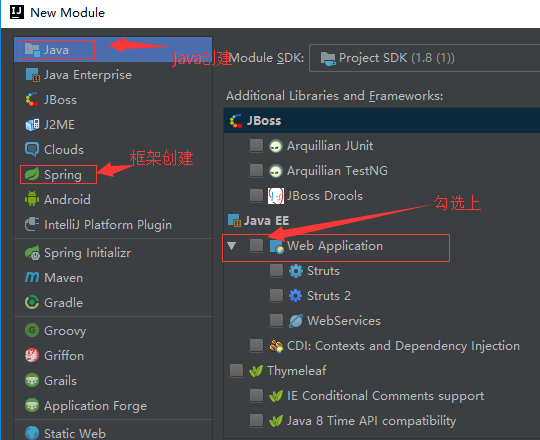 New Module
Java
java创建
Module SDK:
Project SDK (1.8 (1))
Java Enterprise
JBoss
J2ME
Clouds
框架创建
Spring
Android
IntelliJ Platform Plugin
Spring Initializr
Maven
Gradle
Groovy
Griffon
Grails
Application Forge
Static Web
Additional Libraries and Frameworks:
JBoss
Arquillian JUnit
Arquillian TestNG
JBoss Drools
勾选上
Java EE
Web Application
Struts
Struts 2
WebServices
CDI: Contexts and Dependency Injection
Thymeleaf
IE Conditional Comments support
Java 8 Time API compatibility